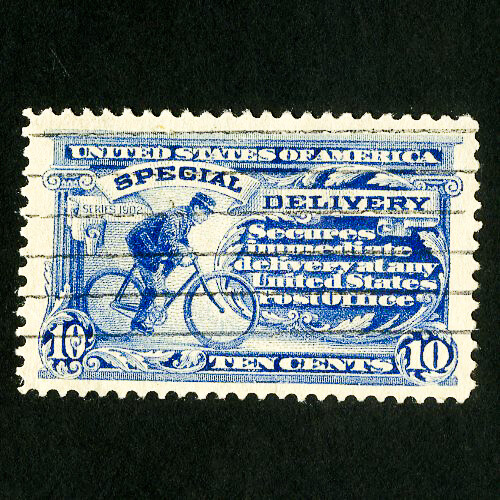 UNITED STATES OF AMERICA
SPECIAL DELIVERY
SERIES 1902
Secures
immediate
delivery at any
United States
Post Office
10 TEN CENTS 10